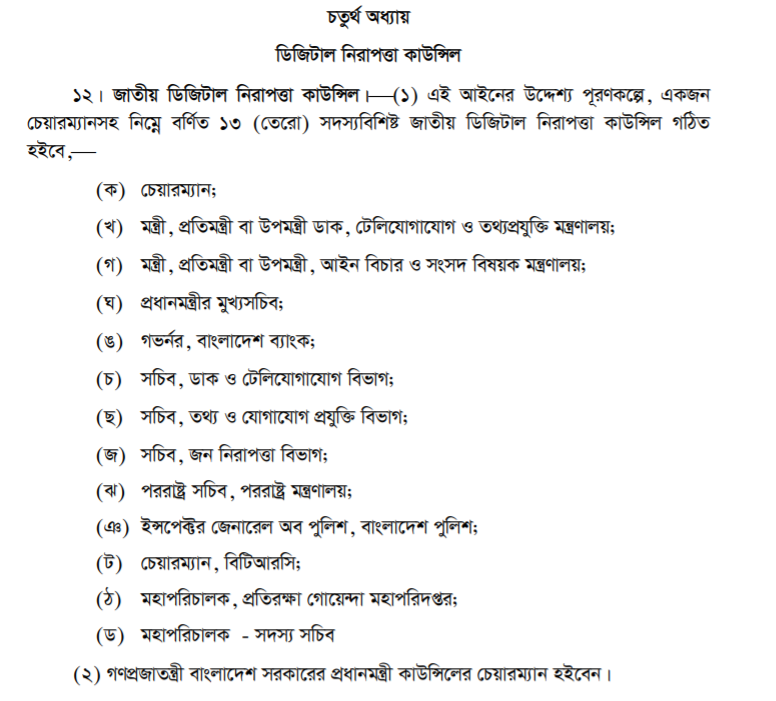 চতুর্থ অধ্যায়
ডিজিটাল নিরাপত্তা কাউন্সিল
১২। জাতীয় ডিজিটাল নিরাপত্তা কাউন্সিল।—(১) এই আইনের উদ্দেশ্য পূরণকল্পে, একজন
চেয়ারম্যানসহ নিম্নে বর্ণিত ১৩ (তেরো) সদস্যবিশিষ্ট জাতীয় ডিজিটাল নিরাপত্তা কাউন্সিল গঠিত
হইবে,—
(ক) চেয়ারম্যান;
(খ) মন্ত্রী, প্রতিমন্ত্রী বা উপমন্ত্রী ডাক, টেলিযোগাযোগ ও তথ্যপ্রযুক্তি মন্ত্রণালয়;
(গ) মন্ত্রী, প্রতিমন্ত্রী বা উপমন্ত্রী, আইন বিচার ও সংসদ বিষয়ক মন্ত্রণালয়;
(ঘ) প্রধানমন্ত্রীর মুখ্যসচিব;
(ঙ) গভর্নর, বাংলাদেশ ব্যাংক;
(চ) সচিব, ডাক ও টেলিযোগাযোগ বিভাগ;
(ছ) সচিব, তথ্য ও যোগাযোগ প্রযুক্তি বিভাগ;
(জ) সচিব, জন নিরাপত্তা বিভাগ;
(ঝ) পররাষ্ট্র সচিব, পররাষ্ট্র মন্ত্রণালয়;
(ঞ) ইন্সপেক্টর জেনারেল অব পুলিশ, বাংলাদেশ পুলিশ;
(ট) চেয়ারম্যান, বিটিআরসি;
(ঠ) মহাপরিচালক, প্রতিরক্ষা গোয়েন্দা মহাপরিদপ্তর;
(ড) মহাপরিচালক - সদস্য সচিব
(২) গণপ্রজাতন্ত্রী বাংলাদেশ সরকারের প্রধানমন্ত্রী কাউন্সিলের চেয়ারম্যান হইবেন।